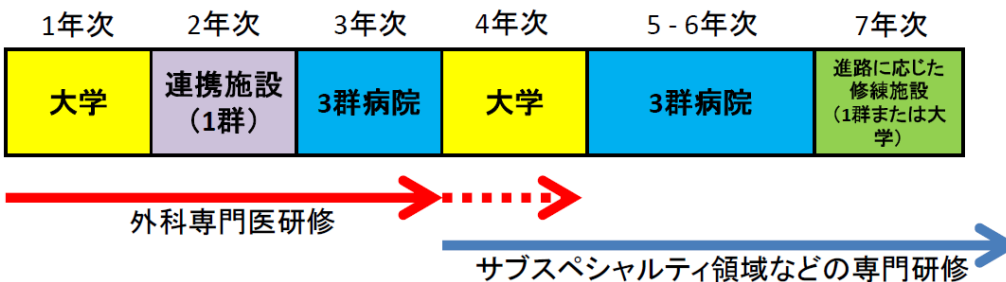 1年次 2年次 3年次 4年次 5 - 6年次 7年次
大学
連携施設
（1群）
3群病院
大学
3群病院
進路に応じた
修練施設
（1群または大
学）
外科専門医研修
サブスペシャルティ領域などの専門研修